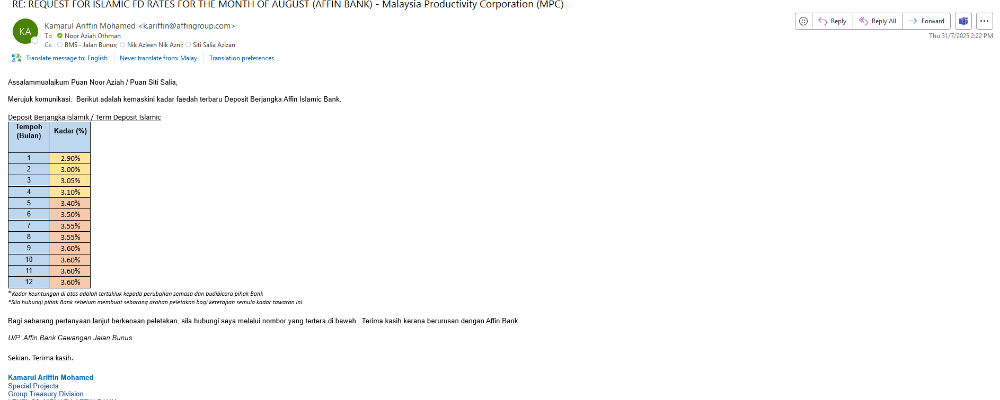 RE: REQUEST FOR ISLAMIC FD RATES FOR THE MONTH OF AUGUST (AFFIN BANK) - Malaysia Productivity Corporation (MPC)
KA
Kamarul Ariffin Mohamed <k.ariffin@affingroup.com>
To Noor Aziah Othman
Cc BMS - Jalan Bunus; Nik Azleen Nik Azni; Siti Salia Azizan
Reply Reply All Forward
Thu 31/7/2025 2:22 PM
Translate message to: English Never translate from: Malay Translation preferences
Assalammualaikum Puan Noor Aziah / Puan Siti Salia,
Merujuk komunikasi. Berikut adalah kemaskini kadar faedah terbaru Deposit Berjangka Affin Islamic Bank.
Deposit Berjangka Islamik / Term Deposit Islamic
Tempoh (Bulan) Kadar (%)
1 2.90%
2 3.00%
3 3.05%
4 3.10%
5 3.40%
6 3.50%
7 3.55%
8 3.55%
9 3.60%
10 3.60%
11 3.60%
12 3.60%
*Kadar keuntungan di atas adalah tertakluk kepada perubahan semasa dan budibicara pihak Bank
*Sila hubungi pihak Bank sebelum membuat sebarang arahan peletakan bagi ketetapan semula kadar tawaran ini
Bagi sebarang pertanyaan lanjut berkenaan peletakan, sila hubungi saya melalui nombor yang tertera di bawah. Terima kasih kerana berurusan dengan Affin Bank.
U/P: Affin Bank Cawangan Jalan Bunus
Sekian. Terima kasih.
Kamarul Ariffin Mohamed
Special Projects
Group Treasury Division